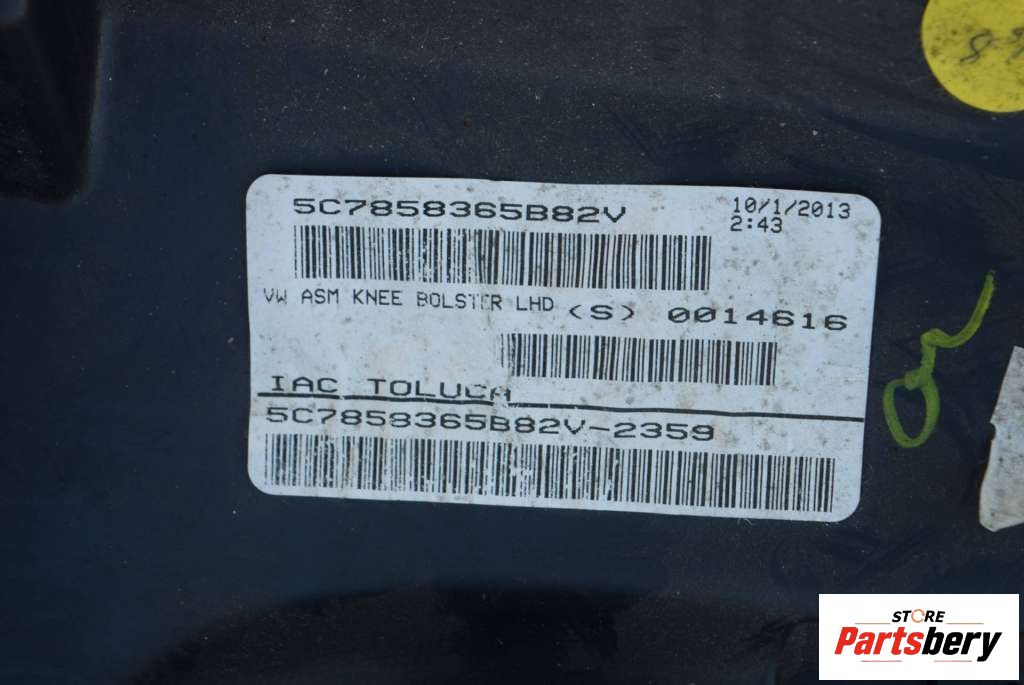 5C7858365B82V
10/1/2013
2:43
VW ASM KNEE BOLSTER LHD (S) 0014616
IAC TOLUCA
5C7858365B82V-2359
STORE
Partsbery